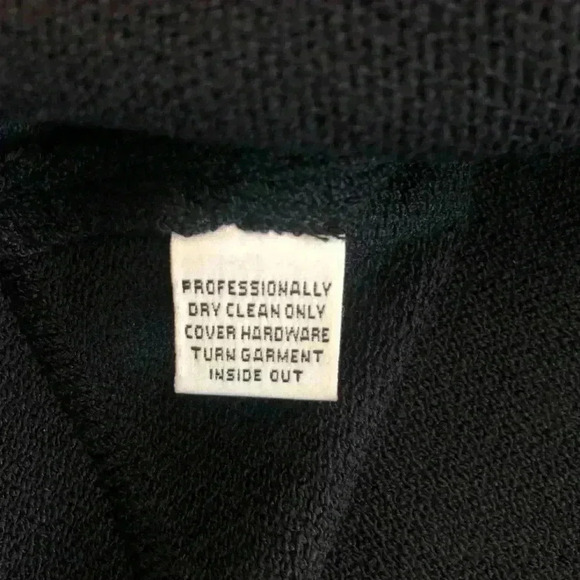 PROFESSIONALLY
DRY CLEAN ONLY
COVER HARDWARE
TURN GARMENT
INSIDE OUT